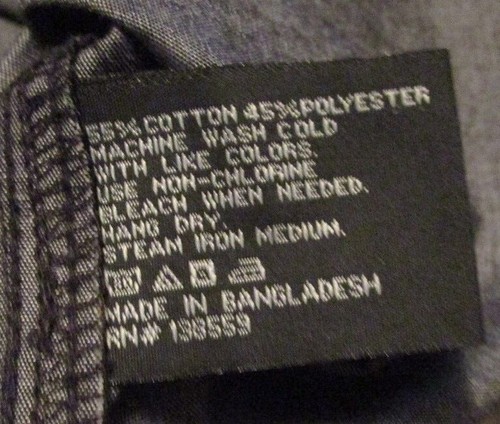 55% COTTON 45% POLYESTER
MACHINE WASH COLD
WITH LIKE COLORS
USE NON-CHLORINE
BLEACH WHEN NEEDED.
HANG DRY.
STEAM IRON MEDIUM.
MADE IN BANGLADESH
RN# 138559